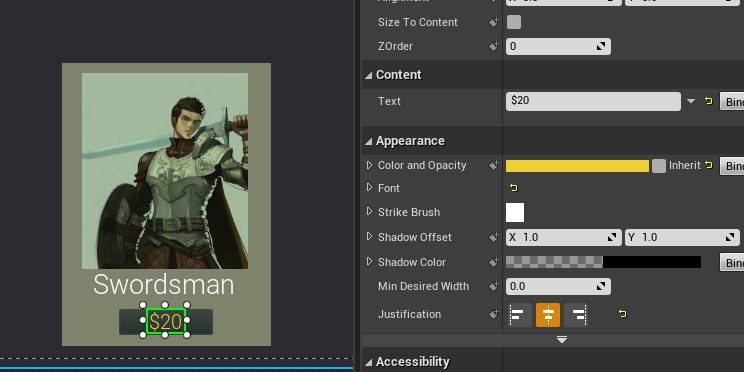 Swordsman
$20
Size To Content
ZOrder
0
Content
Text
$20
Appearance
Color and Opacity
Inherit
Font
Strike Brush
Shadow Offset
X 1.0
Y 1.0
Shadow Color
Min Desired Width
0.0
Justification
Accessibility